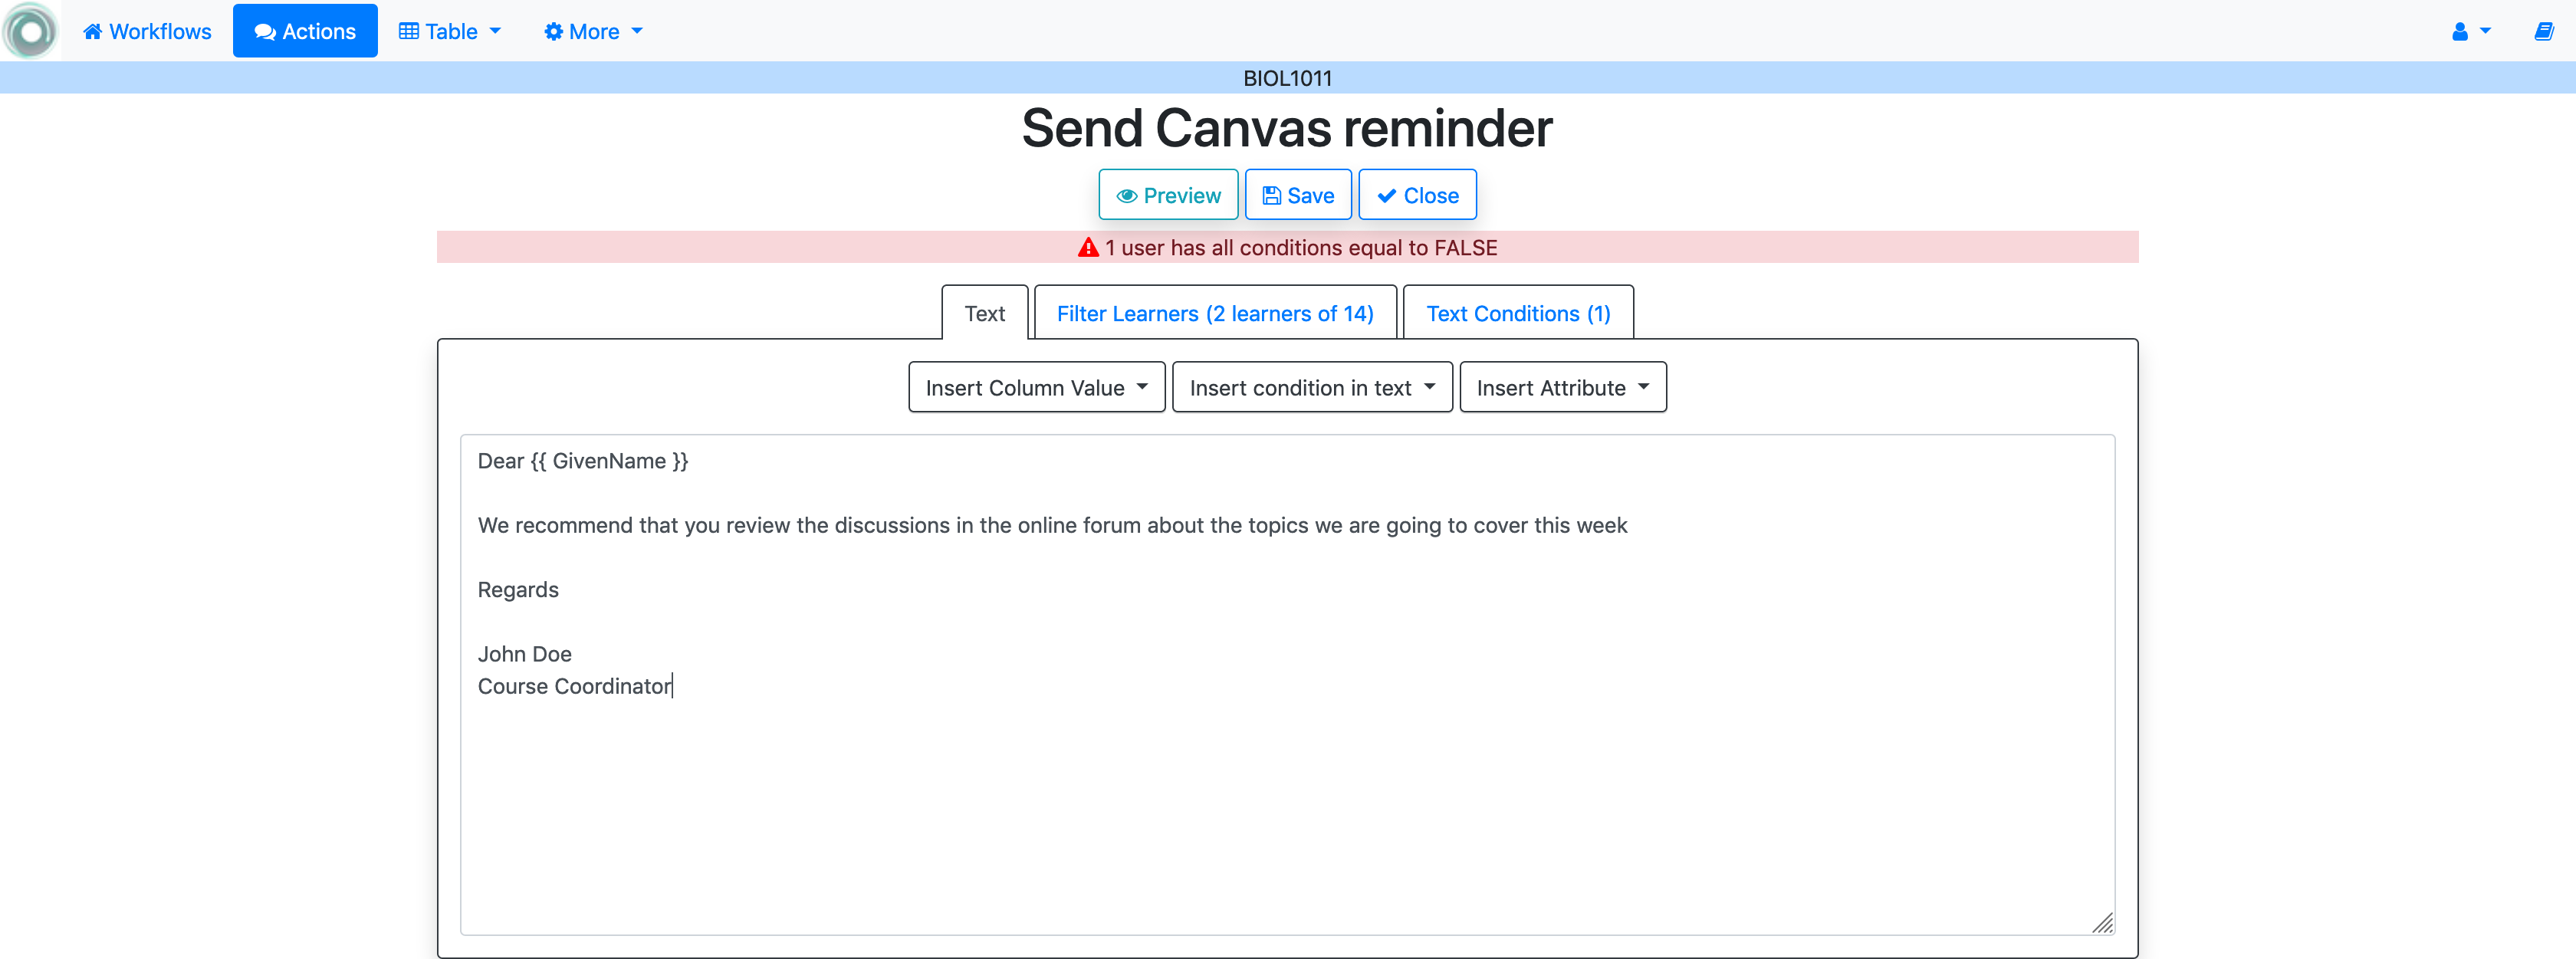 Workflows Actions Table More
BIOL1011
Send Canvas reminder
Preview Save Close
1 user has all conditions equal to FALSE
Text Filter Learners (2 learners of 14) Text Conditions (1)
Insert Column Value Insert condition in text Insert Attribute
Dear {{ GivenName }}
We recommend that you review the discussions in the online forum about the topics we are going to cover this week
Regards
John Doe
Course Coordinator